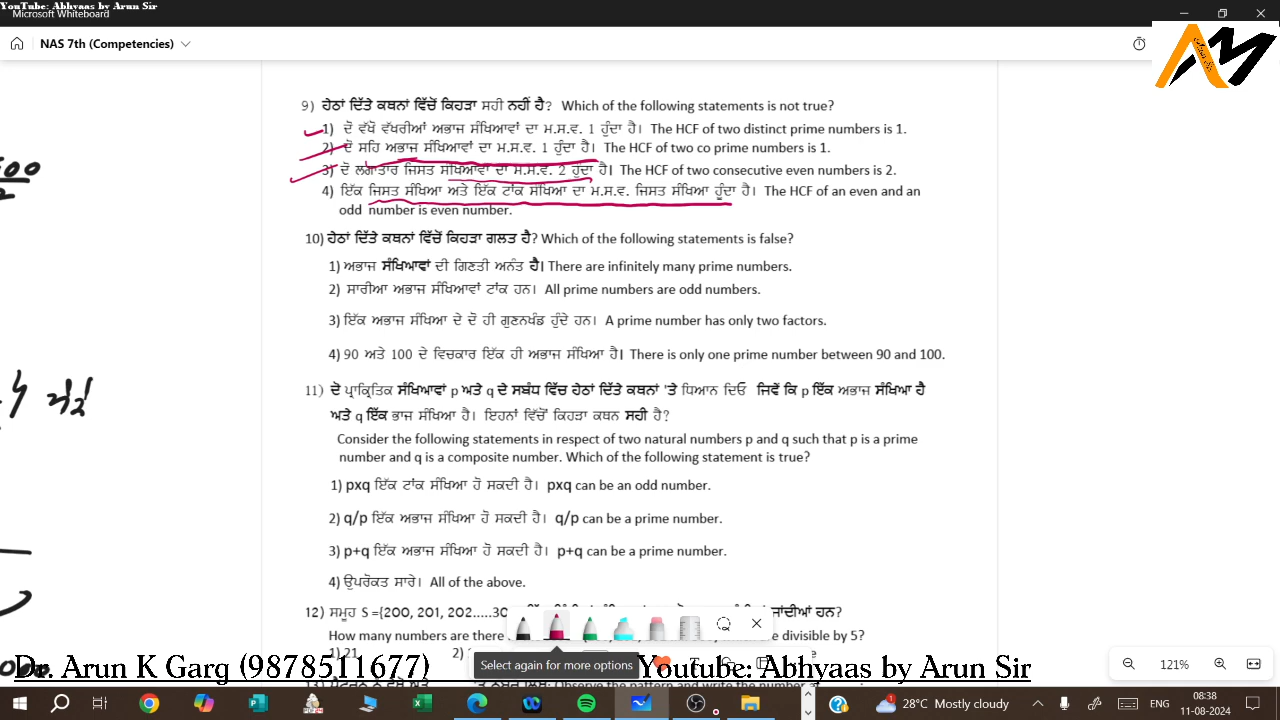 YouTube: Abhyaas by Arun Sir
Microsoft Whiteboard
NAS 7th (Competencies)
9) ਹੇਠਾਂ ਦਿੱਤੇ ਕਥਨਾਂ ਵਿੱਚੋਂ ਕਿਹੜਾ ਸਹੀ ਨਹੀਂ ਹੈ? Which of the following statements is not true?
1) ਦੋ ਵੱਖੋ ਵੱਖਰੀਆਂ ਅਭਾਜ ਸੰਖਿਆਵਾਂ ਦਾ ਮ.ਸ.ਵ. 1 ਹੁੰਦਾ ਹੈ। The HCF of two distinct prime numbers is 1.
2) ਦੋ ਸਹਿ ਅਭਾਜ ਸੰਖਿਆਵਾਂ ਦਾ ਮ.ਸ.ਵ. 1 ਹੁੰਦਾ ਹੈ। The HCF of two co prime numbers is 1.
3) ਦੋ ਲਗਾਤਾਰ ਜਿਸਤ ਸੰਖਿਆਵਾਂ ਦਾ ਮ.ਸ.ਵ. 2 ਹੁੰਦਾ ਹੈ। The HCF of two consecutive even numbers is 2.
4) ਇੱਕ ਜਿਸਤ ਸੰਖਿਆ ਅਤੇ ਇੱਕ ਟਾਂਕ ਸੰਖਿਆ ਦਾ ਮ.ਸ.ਵ. ਜਿਸਤ ਸੰਖਿਆ ਹੁੰਦਾ ਹੈ। The HCF of an even and an
odd number is even number.
10) ਹੇਠਾਂ ਦਿੱਤੇ ਕਥਨਾਂ ਵਿੱਚੋਂ ਕਿਹੜਾ ਗਲਤ ਹੈ? Which of the following statements is false?
1) ਅਭਾਜ ਸੰਖਿਆਵਾਂ ਦੀ ਗਿਣਤੀ ਅਨੰਤ ਹੈ। There are infinitely many prime numbers.
2) ਸਾਰੀਆ ਅਭਾਜ ਸੰਖਿਆਵਾਂ ਟਾਂਕ ਹਨ। All prime numbers are odd numbers.
3) ਇੱਕ ਅਭਾਜ ਸੰਖਿਆ ਦੇ ਦੋ ਹੀ ਗੁਣਨਖੰਡ ਹੁੰਦੇ ਹਨ। A prime number has only two factors.
4) 90 ਅਤੇ 100 ਦੇ ਵਿਚਕਾਰ ਇੱਕ ਹੀ ਅਭਾਜ ਸੰਖਿਆ ਹੈ। There is only one prime number between 90 and 100.
11) ਦੋ ਪ੍ਰਾਕ੍ਰਿਤਿਕ ਸੰਖਿਆਵਾਂ p ਅਤੇ q ਦੇ ਸਬੰਧ ਵਿੱਚ ਹੇਠਾਂ ਦਿੱਤੇ ਕਥਨਾਂ 'ਤੇ ਧਿਆਨ ਦਿਓ ਜਿਵੇਂ ਕਿ p ਇੱਕ ਅਭਾਜ ਸੰਖਿਆ ਹੈ
ਅਤੇ q ਇੱਕ ਭਾਜ ਸੰਖਿਆ ਹੈ। ਇਹਨਾਂ ਵਿੱਚੋਂ ਕਿਹੜਾ ਕਥਨ ਸਹੀ ਹੈ?
Consider the following statements in respect of two natural numbers p and q such that p is a prime
number and q is a composite number. Which of the following statement is true?
1) pxq ਇੱਕ ਟਾਂਕ ਸੰਖਿਆ ਹੋ ਸਕਦੀ ਹੈ। pxq can be an odd number.
2) q/p ਇੱਕ ਅਭਾਜ ਸੰਖਿਆ ਹੋ ਸਕਦੀ ਹੈ। q/p can be a prime number.
3) p+q ਇੱਕ ਅਭਾਜ ਸੰਖਿਆ ਹੋ ਸਕਦੀ ਹੈ। p+q can be a prime number.
4) ਉਪਰੋਕਤ ਸਾਰੇ। All of the above.
12) ਸਮੂਹ S ={200, 201, 202.....30 ਜਾਂਦੀਆਂ ਹਨ?
How many numbers are there re divisible by 5?
1) 21 2)
Select again for more options
Dr. Arun K Garg (9878511677) Youtube: Abhyaas by Arun Sir
121%
28°C Mostly cloudy
08:38
11-08-2024